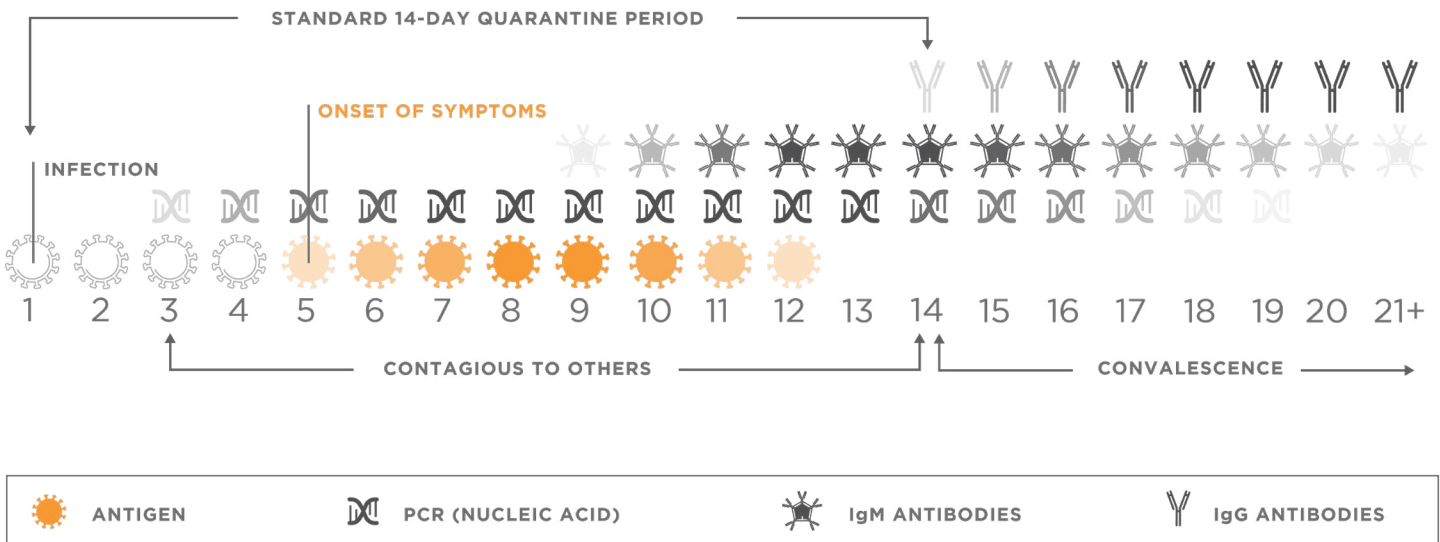 STANDARD 14-DAY QUARANTINE PERIOD
ONSET OF SYMPTOMS
INFECTION
1 2 3 4 5 6 7 8 9 10 11 12 13 14 15 16 17 18 19 20 21+
CONTAGIOUS TO OTHERS
CONVALESCENCE
ANTIGEN
PCR (NUCLEIC ACID)
IgM ANTIBODIES
IgG ANTIBODIES